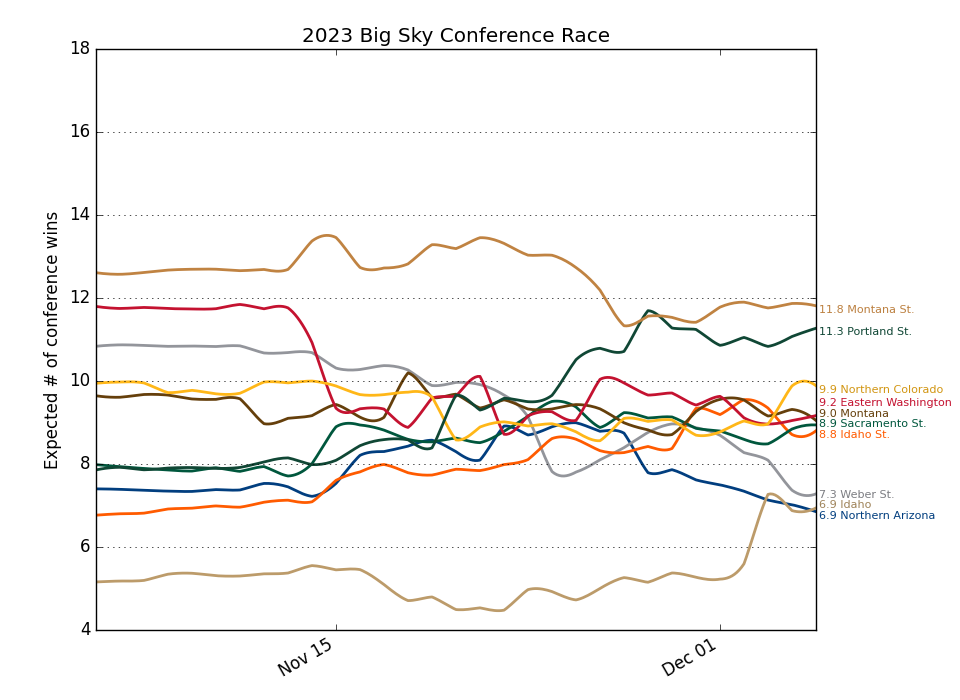 2023 Big Sky Conference Race
Expected # of conference wins
18
16
14
12
10
8
6
4
Nov 15
Dec 01
11.8 Montana St.
11.3 Portland St.
9.9 Northern Colorado
9.2 Eastern Washington
9.0 Montana
8.9 Sacramento St.
8.8 Idaho St.
7.3 Weber St.
6.9 Idaho
6.9 Northern Arizona